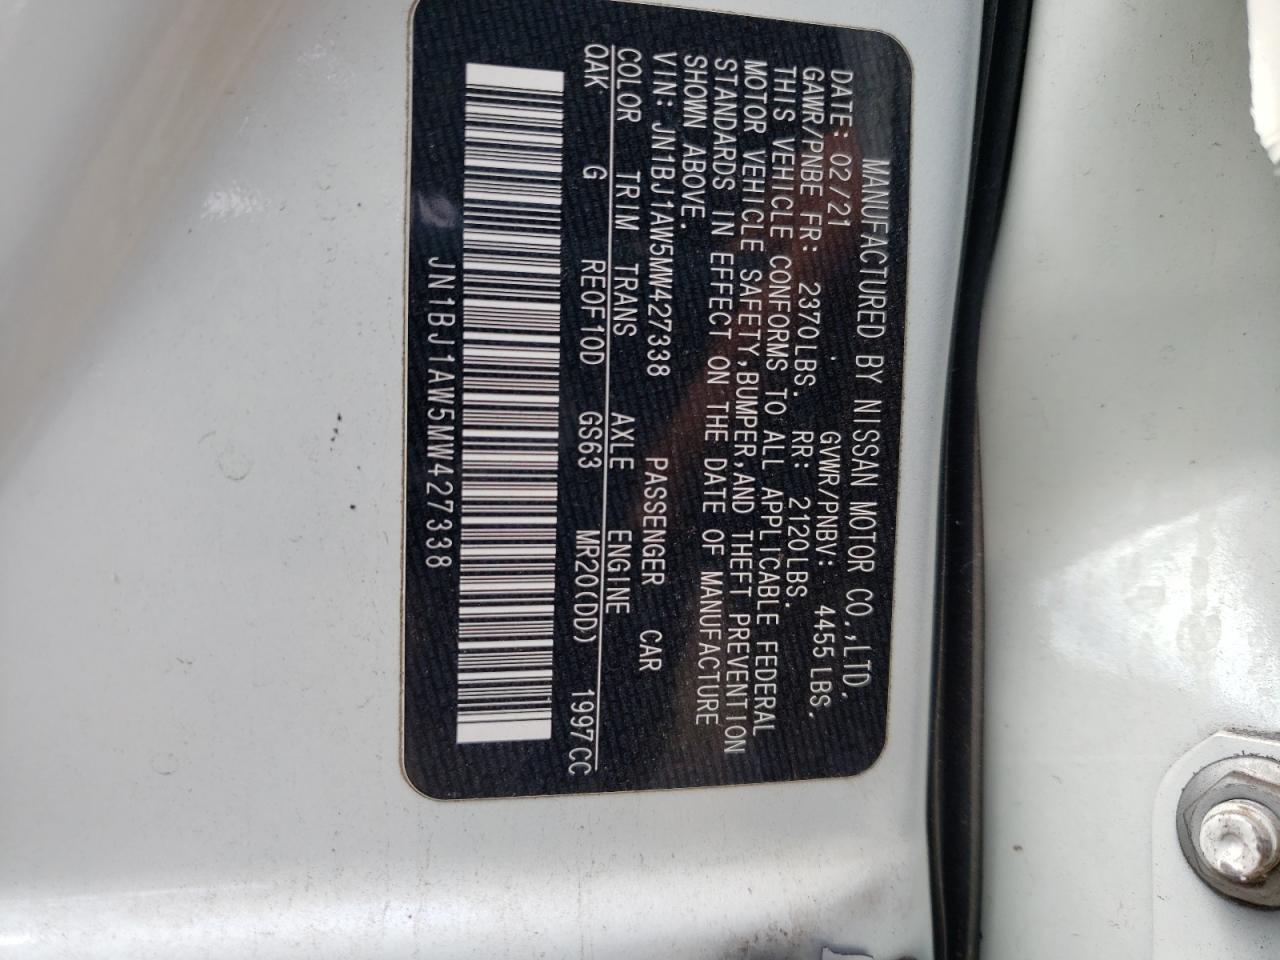 MANUFACTURED BY NISSAN MOTOR CO.,LTD.
DATE: 02/21 GVWR/PNBV: 4455 LBS.
GAWR/PNBE FR: 2370LBS. RR: 2120LBS.
THIS VEHICLE CONFORMS TO ALL APPLICABLE FEDERAL
MOTOR VEHICLE SAFETY,BUMPER,AND THEFT PREVENTION
STANDARDS IN EFFECT ON THE DATE OF MANUFACTURE
SHOWN ABOVE.
VIN: JN1BJ1AW5MW427338 PASSENGER CAR
COLOR TRIM TRANS AXLE ENGINE
QAK G RE0F10D GS63 MR20(DD) 1997CC
JN1BJ1AW5MW427338